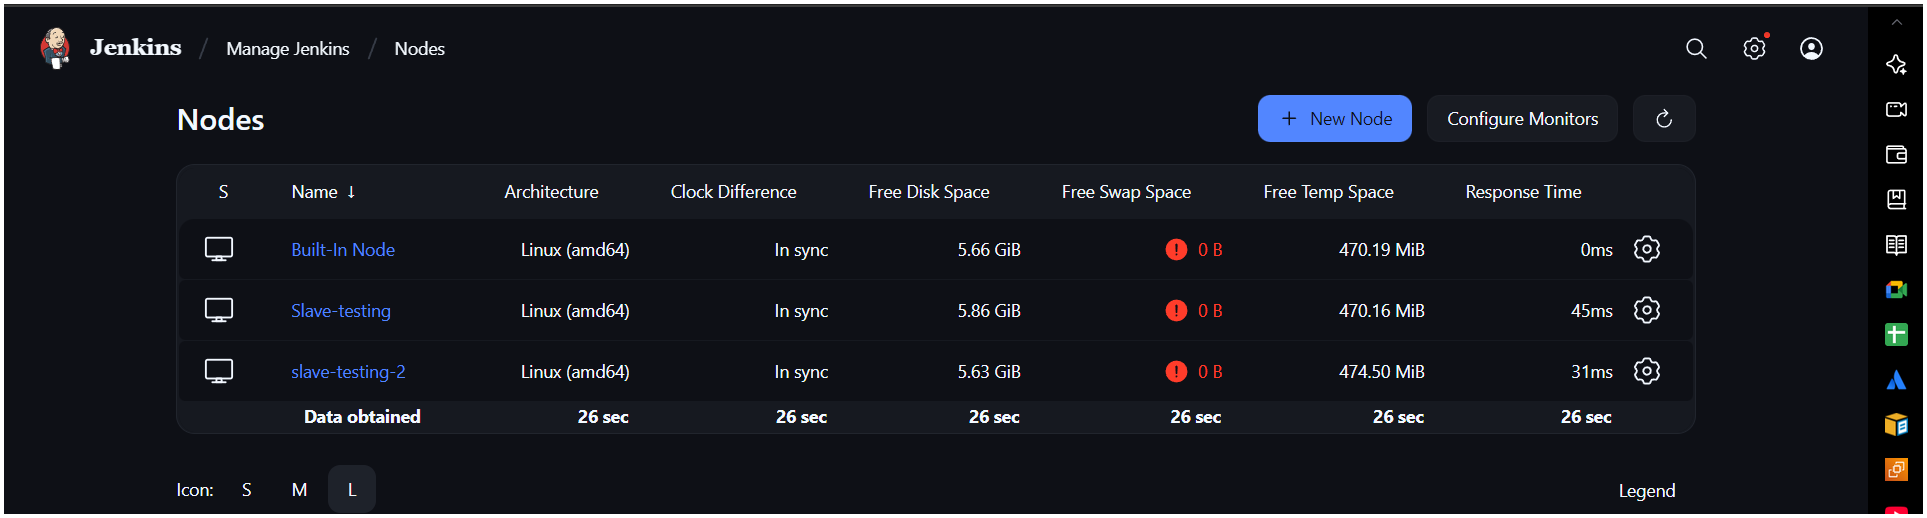 Jenkins / Manage Jenkins / Nodes
Nodes
+ New Node Configure Monitors
S Name ↓ Architecture Clock Difference Free Disk Space Free Swap Space Free Temp Space Response Time
Built-In Node Linux (amd64) In sync 5.66 GiB ! 0 B 470.19 MiB 0ms
Slave-testing Linux (amd64) In sync 5.86 GiB ! 0 B 470.16 MiB 45ms
slave-testing-2 Linux (amd64) In sync 5.63 GiB ! 0 B 474.50 MiB 31ms
Data obtained 26 sec 26 sec 26 sec 26 sec 26 sec 26 sec
Icon: S M L Legend